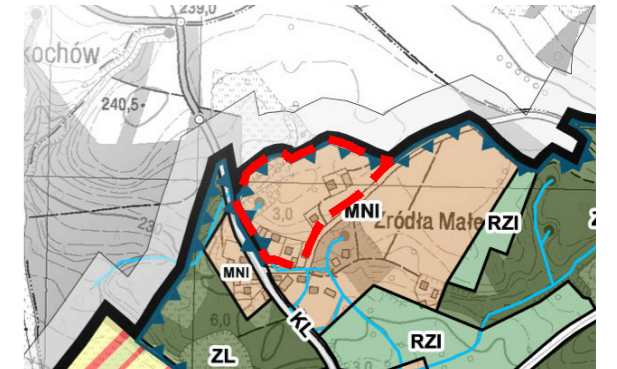 239,0
kochów
240,5
230
3,0
MNI
Źródła Małe
RZI
Z
MNI
6,0
KL
RZI
ZL
3,0